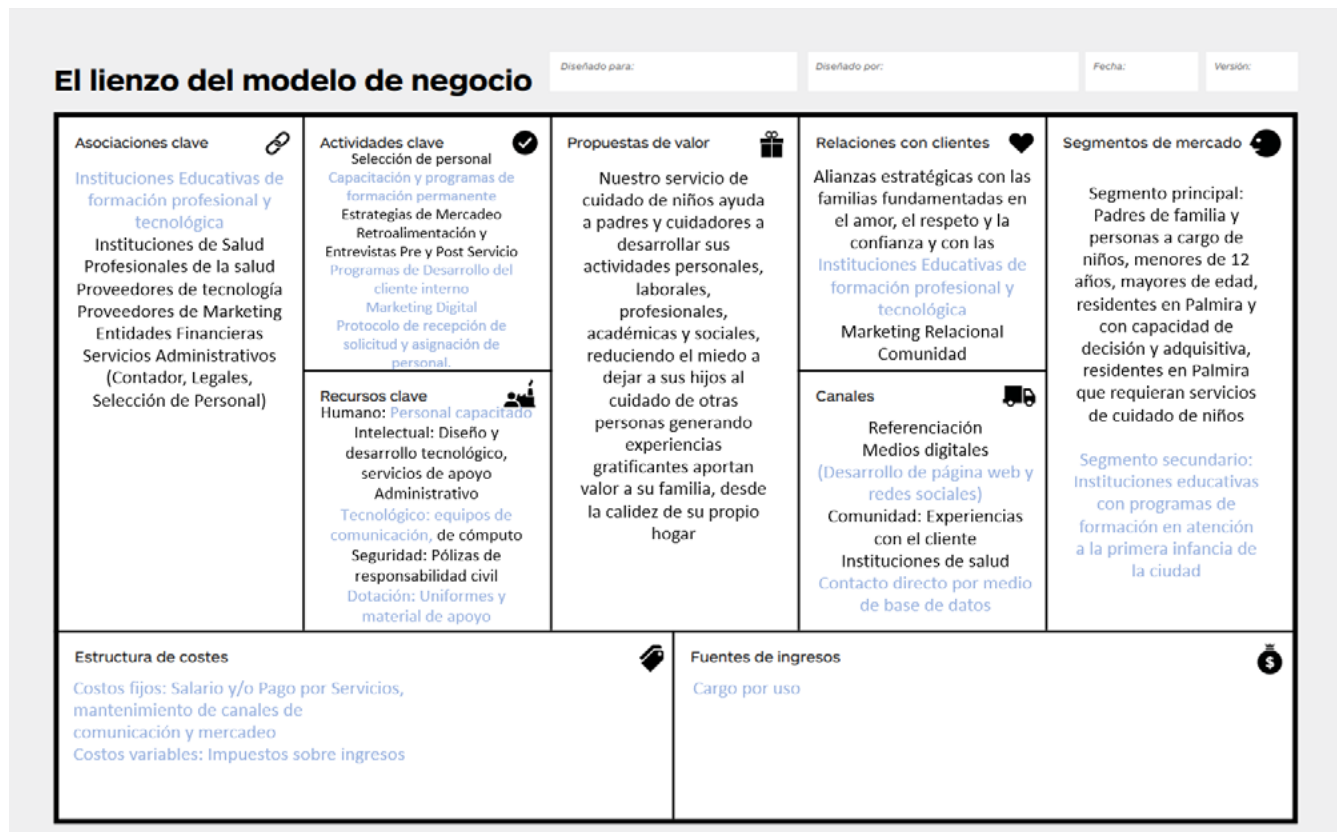 El lienzo del modelo de negocio
Diseñado para:
Diseñado por:
Fecha:
Versión:
Asociaciones clave
Instituciones Educativas de
formación profesional y
tecnológica
Instituciones de Salud
Profesionales de la salud
Proveedores de tecnología
Proveedores de Marketing
Entidades Financieras
Servicios Administrativos
(Contador, Legales,
Selección de Personal)
Actividades clave
Selección de personal
Capacitación y programas de
formación permanente
Estrategias de Mercadeo
Retroalimentación y
Entrevistas Pre y Post Servicio
Programas de Desarrollo del
cliente interno
Marketing Digital
Protocolo de recepción de
solicitud y asignación de
personal.
Recursos clave
Humano: Personal capacitado
Intelectual: Diseño y
desarrollo tecnológico,
servicios de apoyo
Administrativo
Tecnológico: equipos de
comunicación, de cómputo
Seguridad: Pólizas de
responsabilidad civil
Dotación: Uniformes y
material de apoyo
Propuestas de valor
Nuestro servicio de
cuidado de niños ayuda
a padres y cuidadores a
desarrollar sus
actividades personales,
laborales,
profesionales,
académicas y sociales,
reduciendo el miedo a
dejar a sus hijos al
cuidado de otras
personas generando
experiencias
gratificantes aportan
valor a su familia, desde
la calidez de su propio
hogar
Relaciones con clientes
Alianzas estratégicas con las
familias fundamentadas en
el amor, el respeto y la
confianza y con las
Instituciones Educativas de
formación profesional y
tecnológica
Marketing Relacional
Comunidad
Canales
Referenciación
Medios digitales
(Desarrollo de página web y
redes sociales)
Comunidad: Experiencias
con el cliente
Instituciones de salud
Contacto directo por medio
de base de datos
Segmentos de mercado
Segmento principal:
Padres de familia y
personas a cargo de
niños, menores de 12
años, mayores de edad,
residentes en Palmira y
con capacidad de
decisión y adquisitiva,
residentes en Palmira
que requieran servicios
de cuidado de niños
Segmento secundario:
Instituciones educativas
con programas de
formación en atención
a la primera infancia de
la ciudad
Estructura de costes
Costos fijos: Salario y/o Pago por Servicios,
mantenimiento de canales de
comunicación y mercadeo
Costos variables: Impuestos sobre ingresos
Fuentes de ingresos
$
Cargo por uso